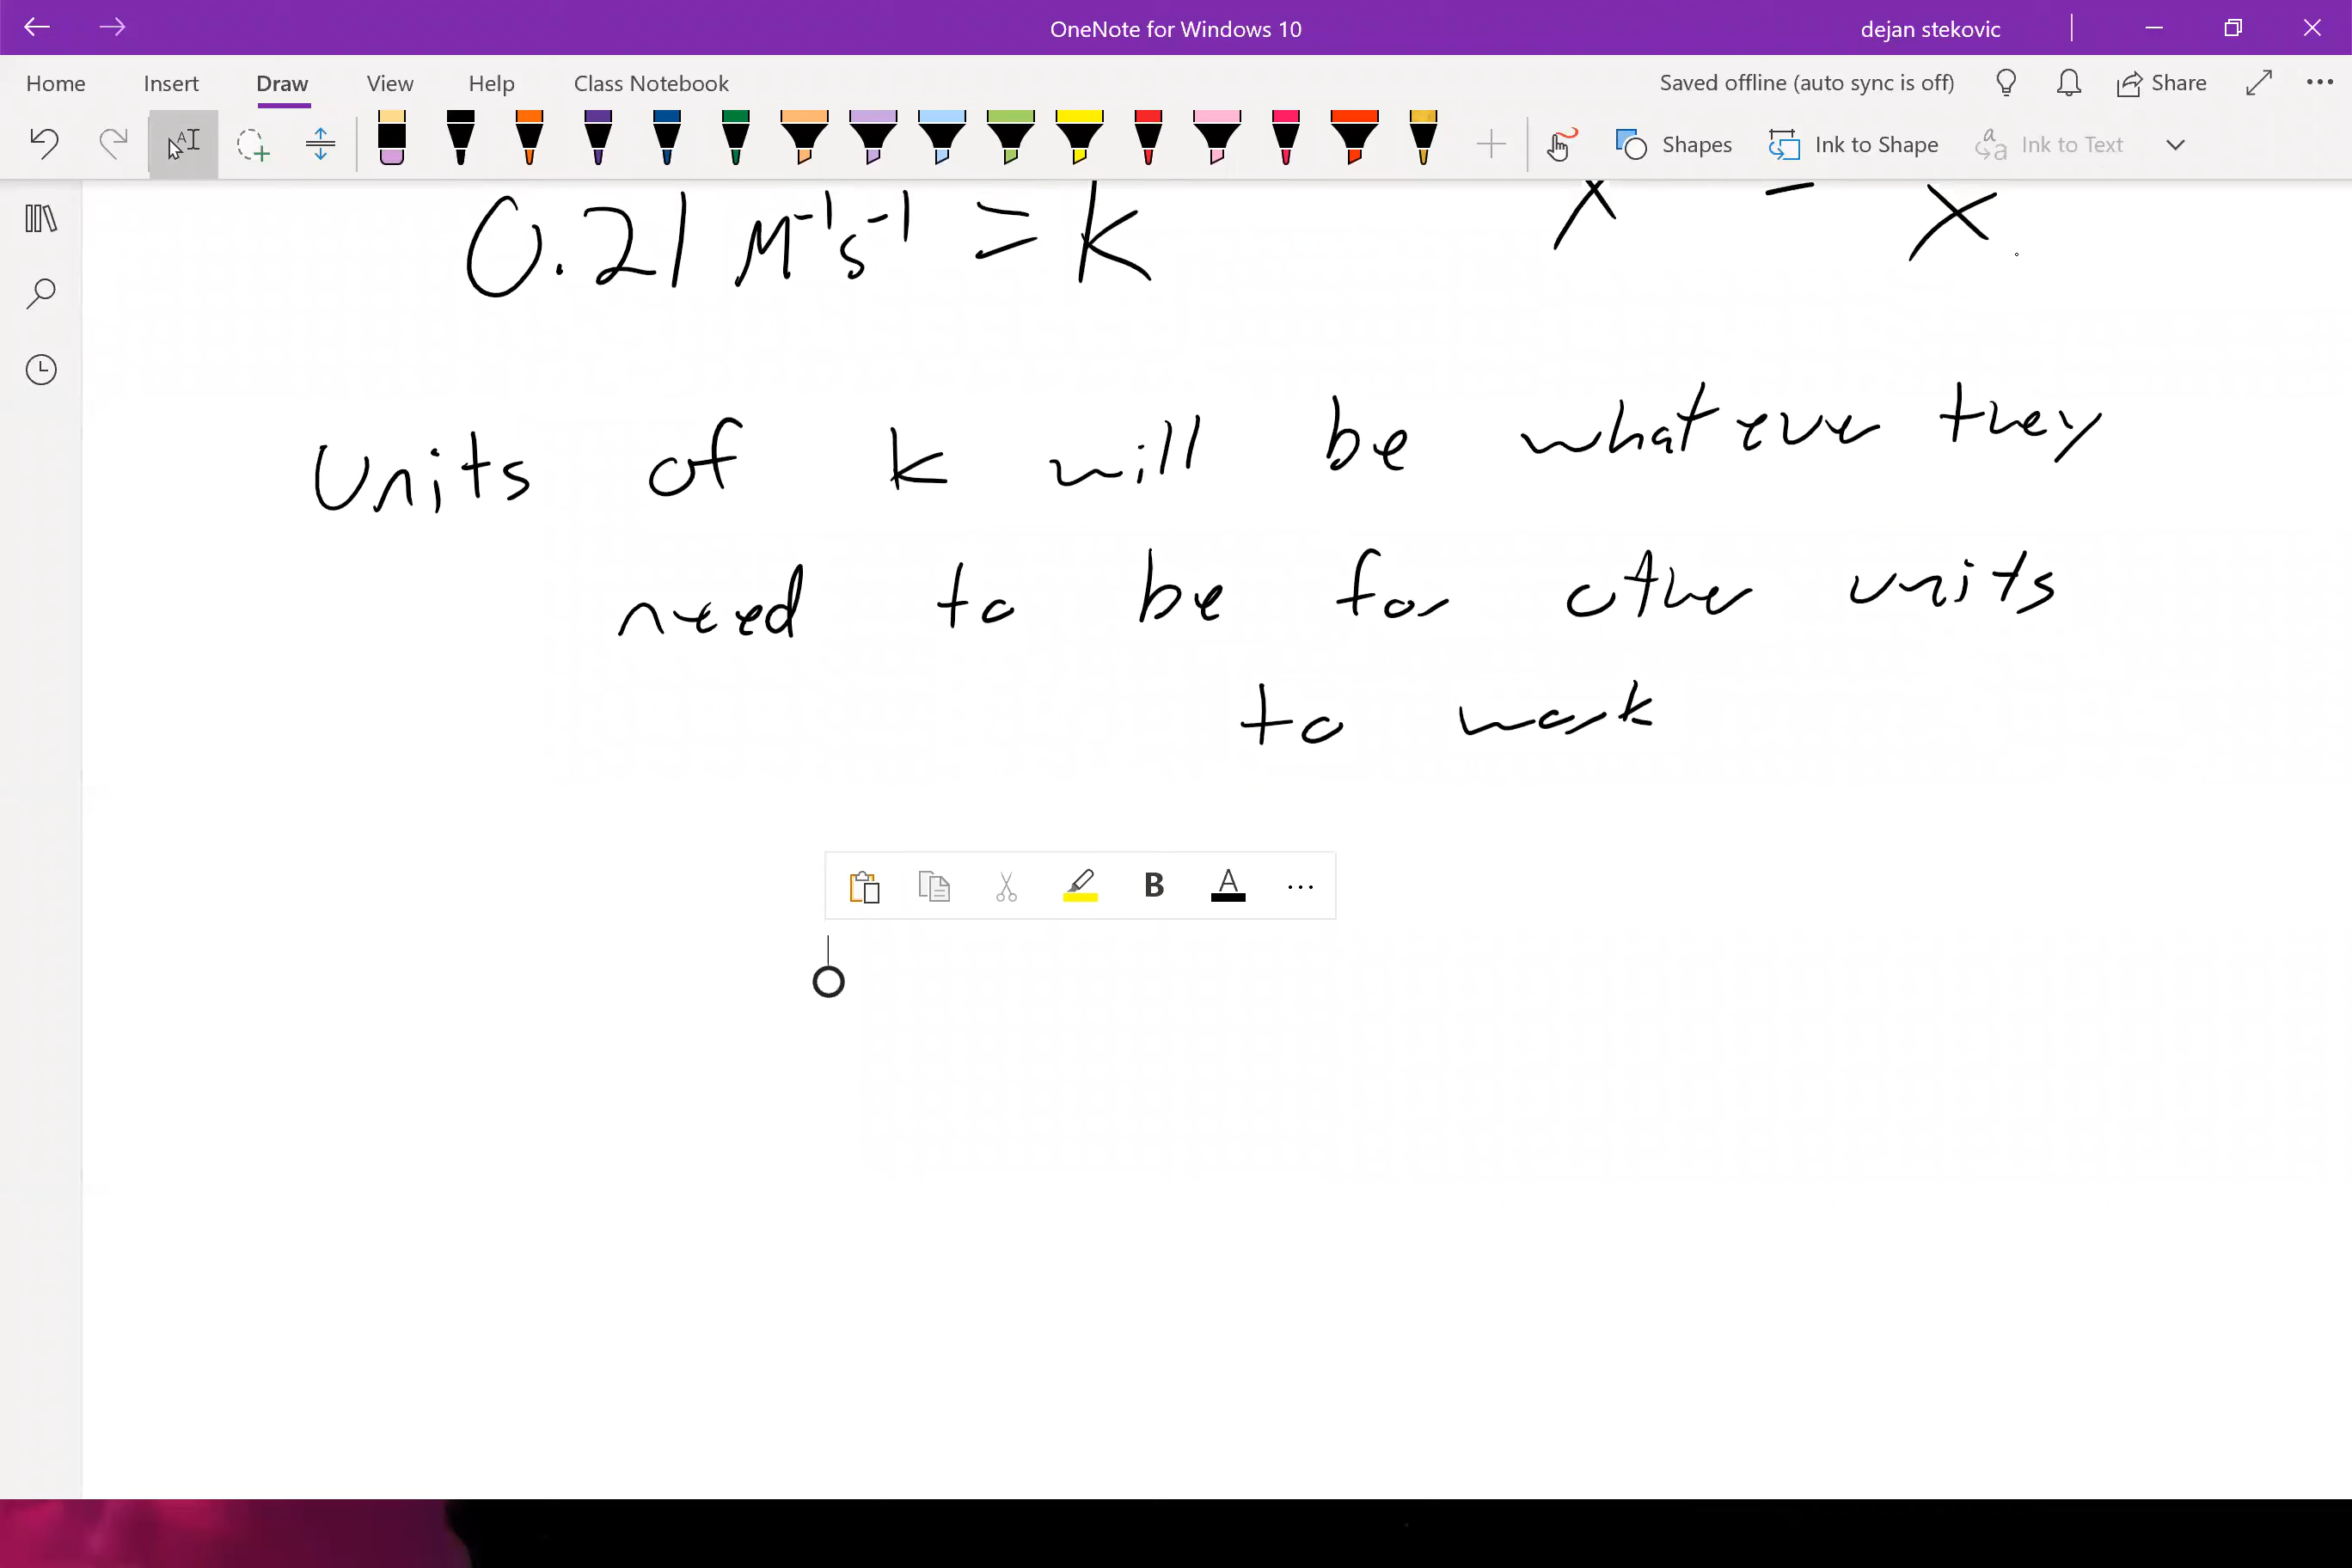 OneNote for Windows 10
dejan stekovic
Home Insert Draw View Help Class Notebook
Saved offline (auto sync is off) Share
Shapes Ink to Shape Ink to Text
0.21 M⁻¹s⁻¹ = k
x = x
Units of k will be whatever they
need to be for other units
to work
B A ...